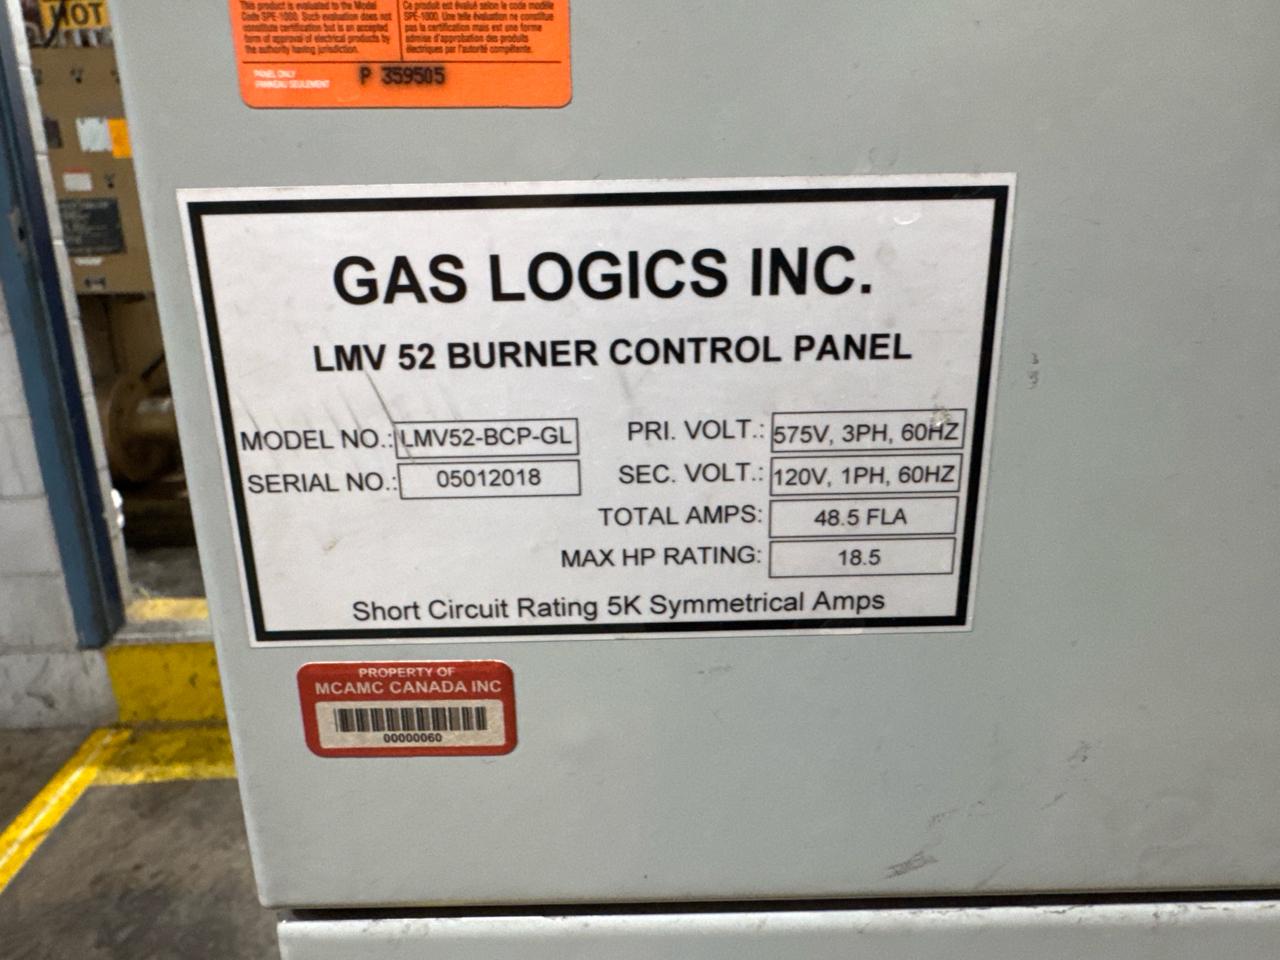 HOT
This product is evaluated to the Model
Code SPE-1000. Such evaluation does not
constitute certification but is an accepted
form of approval of electrical products by
the authority having jurisdiction.
Ce produit est évalué selon le code modèle
SPE-1000. Une telle évaluation ne constitue
pas la certification mais est une forme
admise d'approbation des produits
électriques par l'autorité compétente.
PANEL ONLY
PANNEAU SEULEMENT
P 359505
GAS LOGICS INC.
LMV 52 BURNER CONTROL PANEL
MODEL NO.: LMV52-BCP-GL
SERIAL NO.: 05012018
PRI. VOLT.: 575V, 3PH, 60HZ
SEC. VOLT.: 120V, 1PH, 60HZ
TOTAL AMPS: 48.5 FLA
MAX HP RATING: 18.5
Short Circuit Rating 5K Symmetrical Amps
PROPERTY OF
MCAMC CANADA INC
00000060